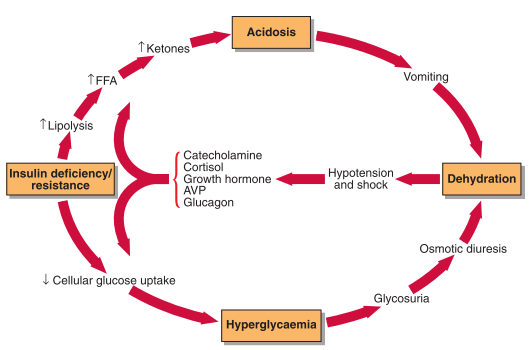 Acidosis
↑Ketones
↑FFA
Vomiting
↑Lipolysis
Catecholamine
Cortisol
Growth hormone
AVP
Glucagon
Hypotension
and shock
Insulin deficiency/
resistance
Dehydration
Osmotic diuresis
↓ Cellular glucose uptake
Glycosuria
Hyperglycaemia